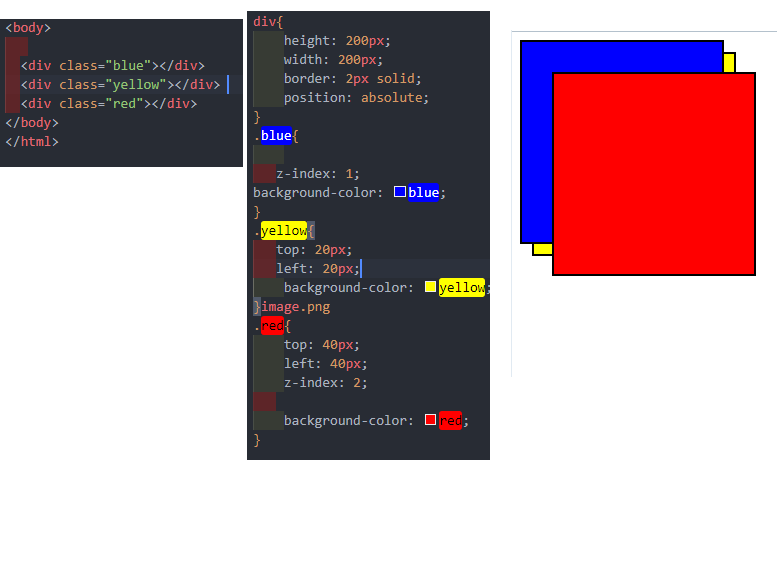 <body>
<div class="blue"></div>
<div class="yellow"></div>
<div class="red"></div>
</body>
</html>
div{
height: 200px;
width: 200px;
border: 2px solid;
position: absolute;
}
.blue{
z-index: 1;
background-color: blue;
}
.yellow{
top: 20px;
left: 20px;
background-color: yellow;
}image.png
.red{
top: 40px;
left: 40px;
z-index: 2;
background-color: red;
}